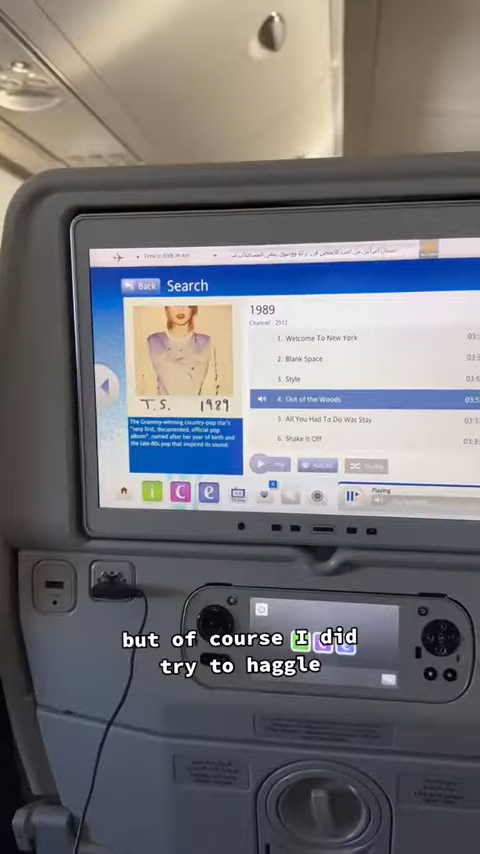 Back
Search
1989
Channel 2512
1. Welcome To New York
2. Blank Space
3. Style
4. Out of the Woods
5. All You Had To Do Was Stay
6. Shake It Off
T.S. 1989
The Grammy-winning country-pop star's
"very first, documented, official pop
album", named after her year of birth and
the late-80s pop that inspired its sound.
Play
Add All
Shuffle
i
c
e
Playing
but of course I did
try to haggle